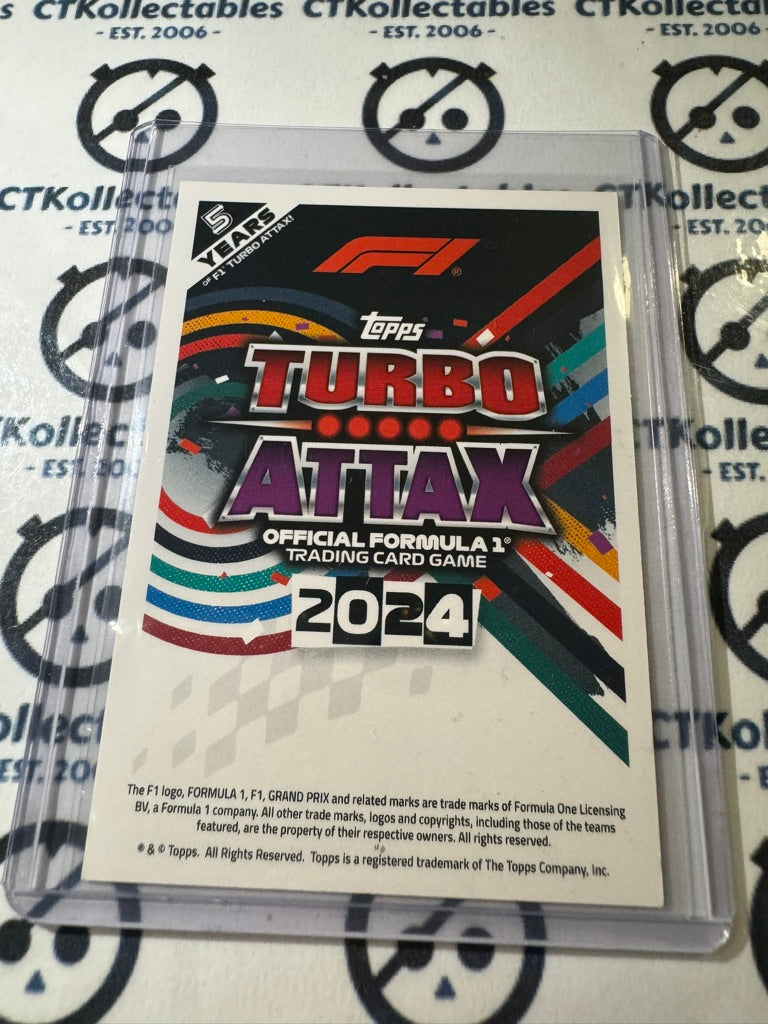 CTKollectables CTKollectables CTKollectables
- EST. 2006 - - EST. 2006 - - EST. 2006 -
CTKollectables
5
YEARS
OF F1® TURBO ATTAX!
F1®
Topps®
TURBO
ATTAX
OFFICIAL FORMULA 1®
TRADING CARD GAME
2024
The F1 logo, FORMULA 1, F1, GRAND PRIX and related marks are trade marks of Formula One Licensing
BV, a Formula 1 company. All other trade marks, logos and copyrights, including those of the teams
featured, are the property of their respective owners. All rights reserved.
® & © Topps. All Rights Reserved. Topps is a registered trademark of The Topps Company, Inc.